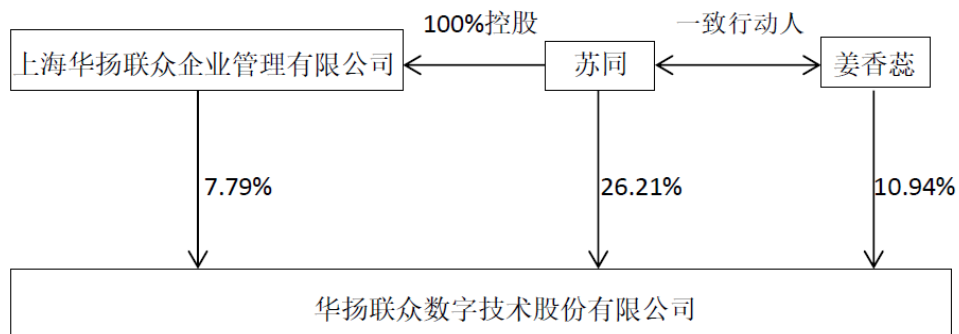 100%控股
一致行动人
上海华扬联众企业管理有限公司
苏同
姜香蕊
7.79%
26.21%
10.94%
华扬联众数字技术股份有限公司